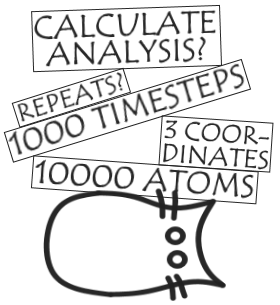 CALCULATE
ANALYSIS?
REPEATS?
1000 TIMESTEPS
3 COOR-
DINATES
10000 ATOMS